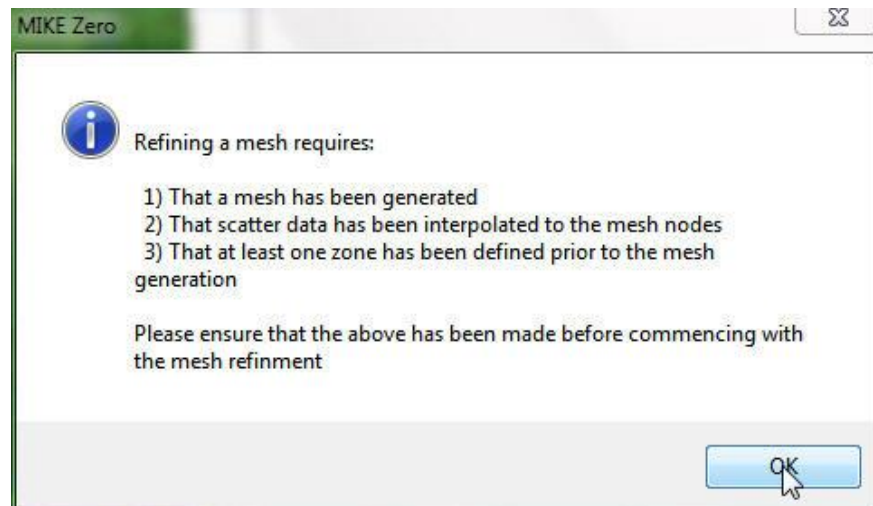 MIKE Zero
Refining a mesh requires:
1) That a mesh has been generated
2) That scatter data has been interpolated to the mesh nodes
3) That at least one zone has been defined prior to the mesh
generation
Please ensure that the above has been made before commencing with
the mesh refinment
OK